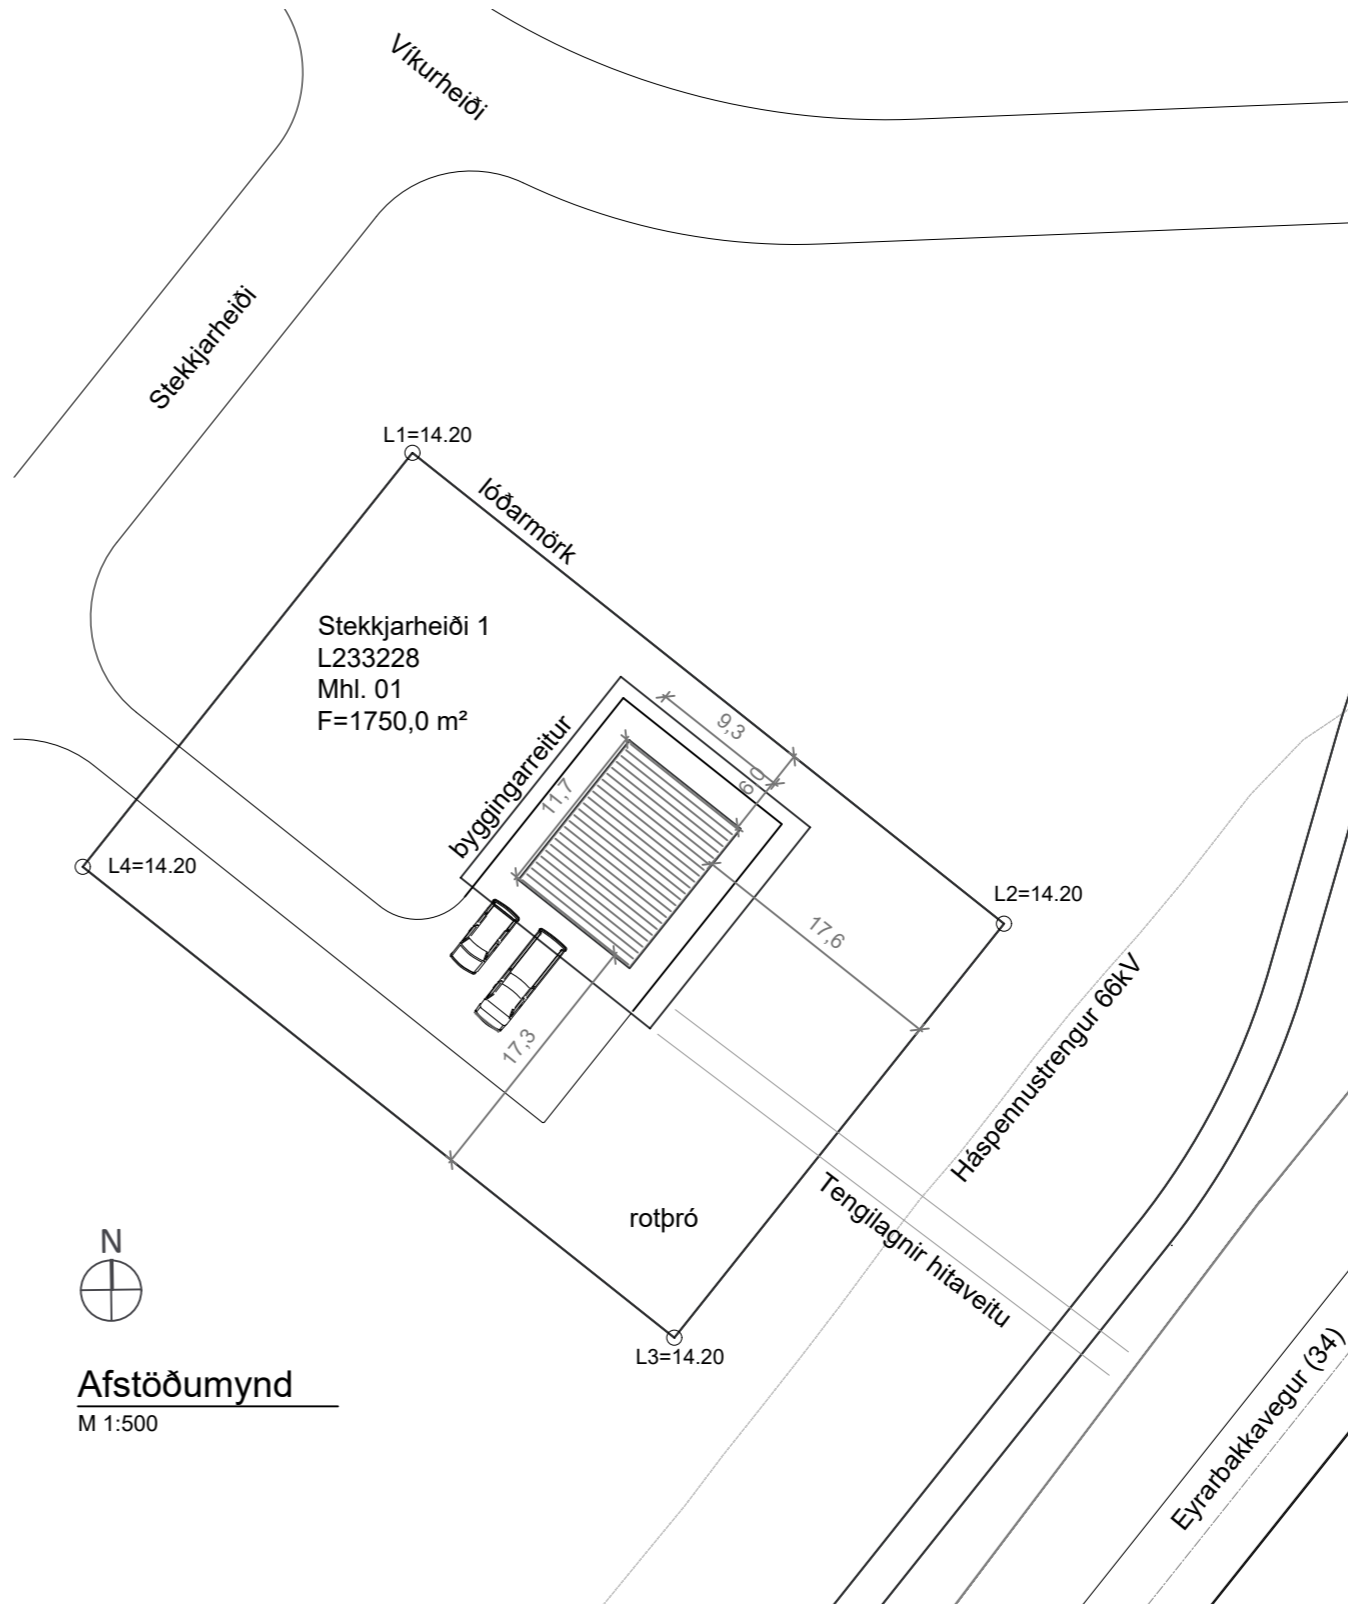 Víkurheiði
Stekkjarheiði
L1=14.20
lóðarmörk
Stekkjarheiði 1
L233228
Mhl. 01
F=1750,0 m²
byggingarreitur
9,3
6,0
11,7
L4=14.20
L2=14.20
17,6
17,3
Háspennustrengur 66kV
Tengilagnir hitaveitu
rotþró
N
L3=14.20
Eyrarbakkavegur (34)
Afstöðumynd
M 1:500